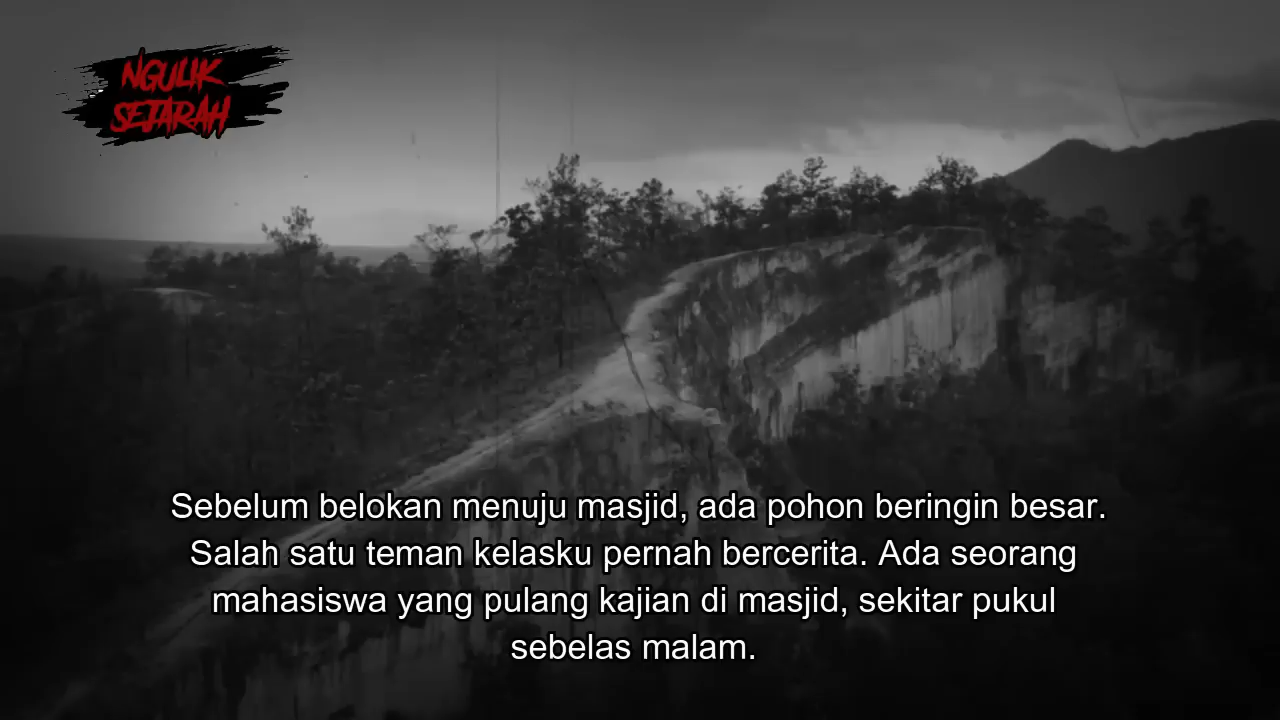 NGULIK
SEJARAH
Sebelum belokan menuju masjid, ada pohon beringin besar.
Salah satu teman kelasku pernah bercerita. Ada seorang
mahasiswa yang pulang kajian di masjid, sekitar pukul
sebelas malam.